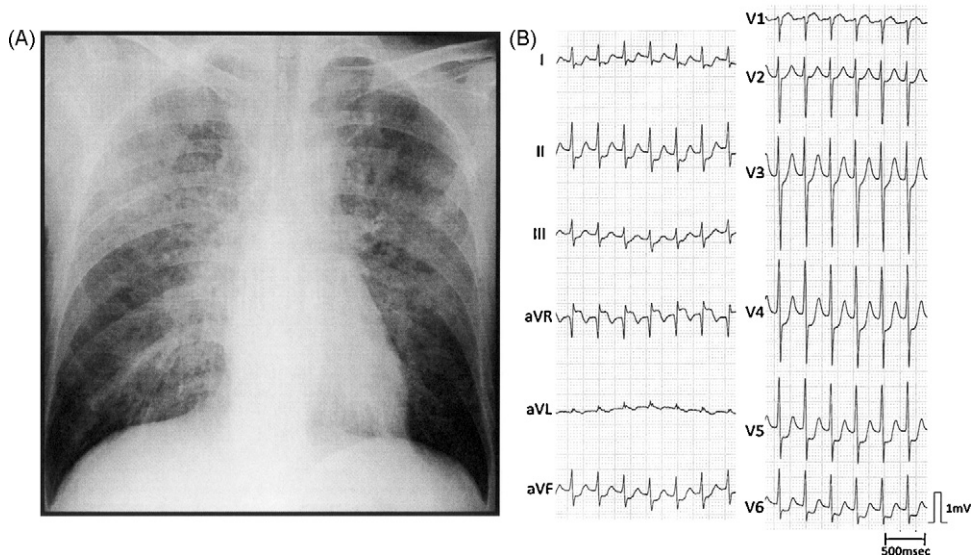 (A)
(B)
I
II
III
aVR
aVL
aVF
V1
V2
V3
V4
V5
V6
1mV
500msec